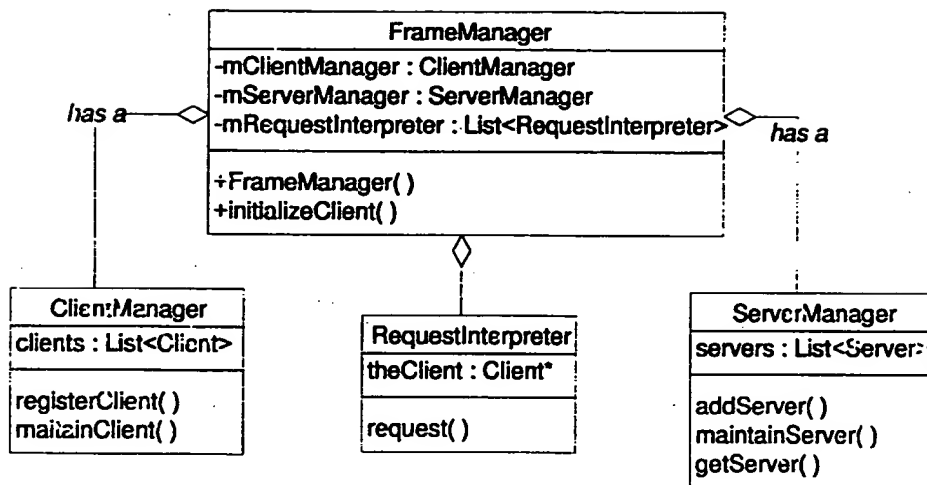 FrameManager
-mClientManager : ClientManager
-mServerManager : ServerManager
-mRequestInterpreter : List<RequestInterpreter>
+FrameManager( )
+initializeClient( )
has a
has a
ClientManager
clients : List<Client>
registerClient( )
maitainClient( )
RequestInterpreter
theClient : Client*
request( )
ServerManager
servers : List<Server>
addServer( )
maintainServer( )
getServer( )